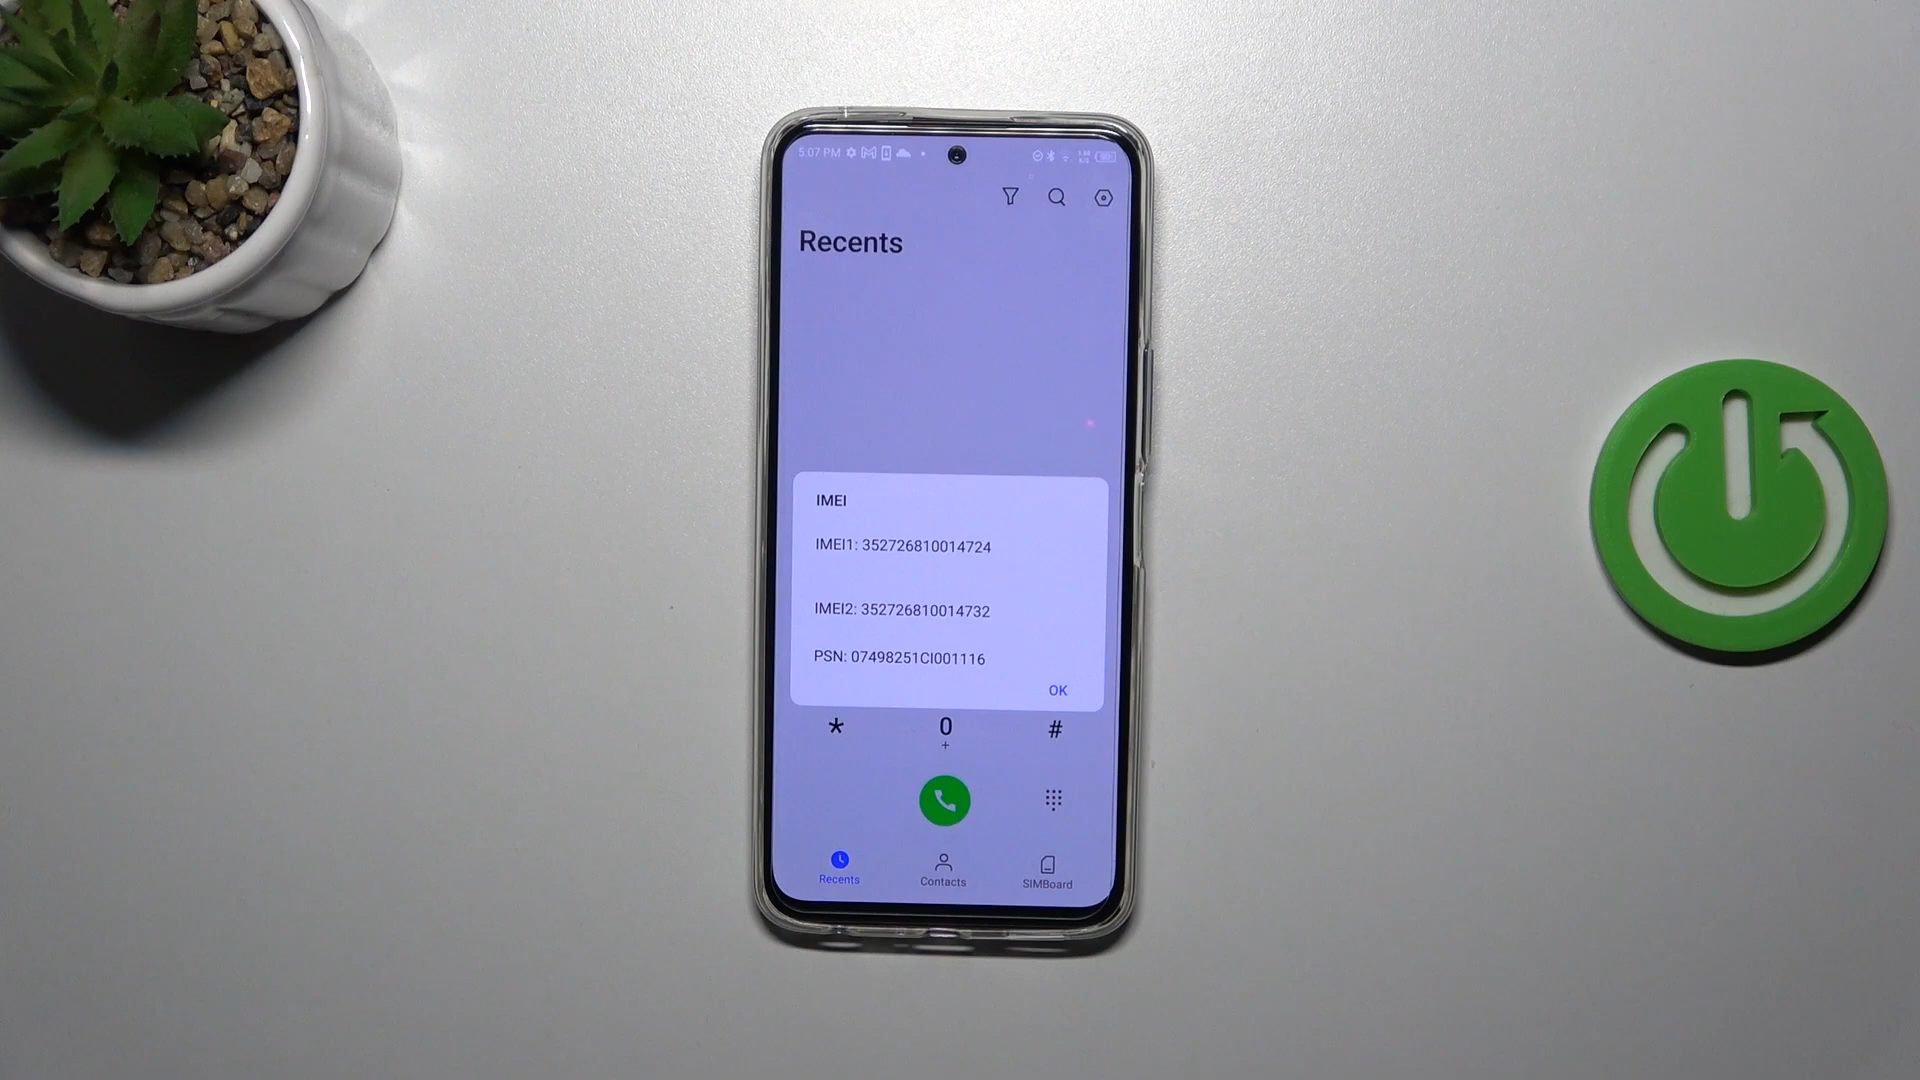 5:07 PM
Recents
IMEI
IMEI1: 352726810014724
IMEI2: 352726810014732
PSN: 07498251CI001116
OK
* 0 #
+
Recents Contacts SIMBoard